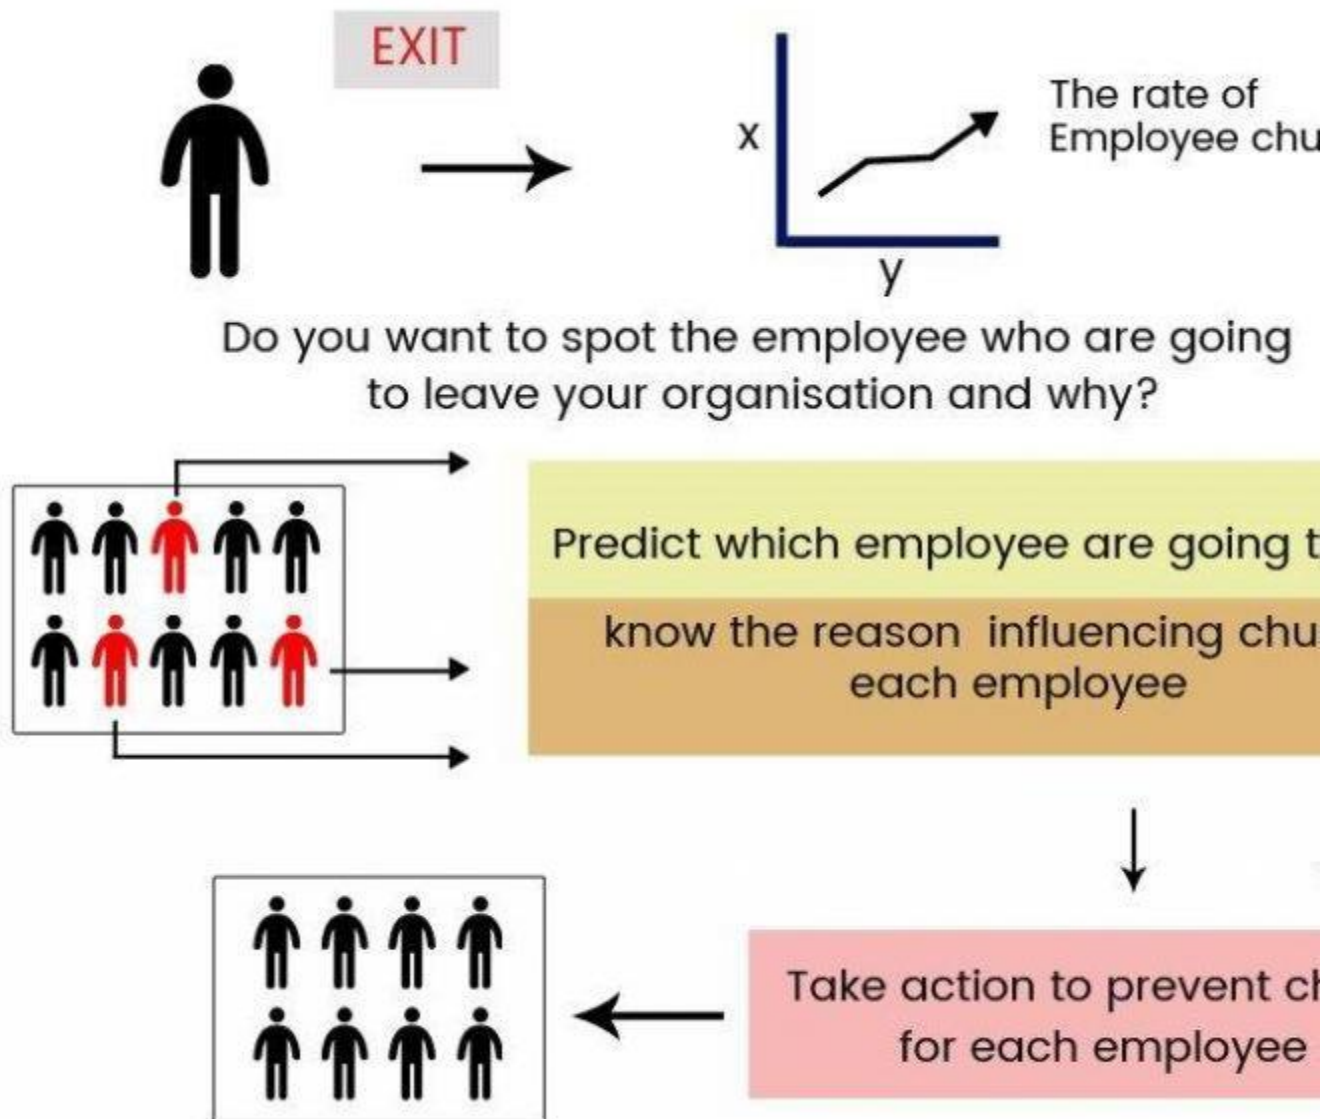 EXIT
The rate of
Employee chu
x
y
Do you want to spot the employee who are going
to leave your organisation and why?
Predict which employee are going t
know the reason  influencing chu
each employee
Take action to prevent ch
for each employee